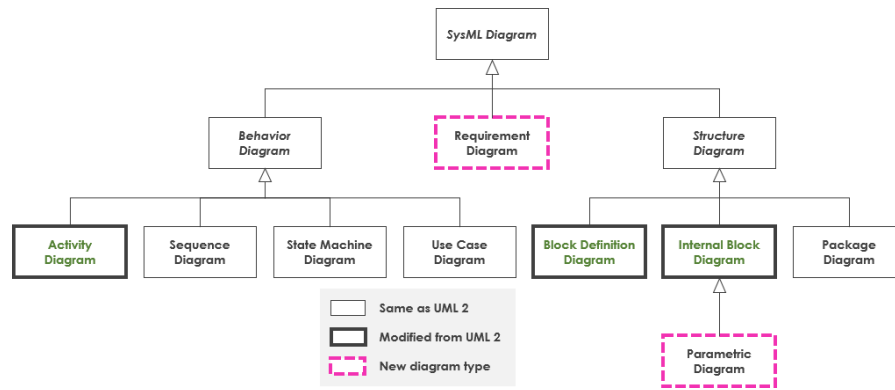 SysML Diagram
Behavior
Diagram
Requirement
Diagram
Structure
Diagram
Activity
Diagram
Sequence
Diagram
State Machine
Diagram
Use Case
Diagram
Block Definition
Diagram
Internal Block
Diagram
Package
Diagram
Same as UML 2
Modified from UML 2
New diagram type
Parametric
Diagram